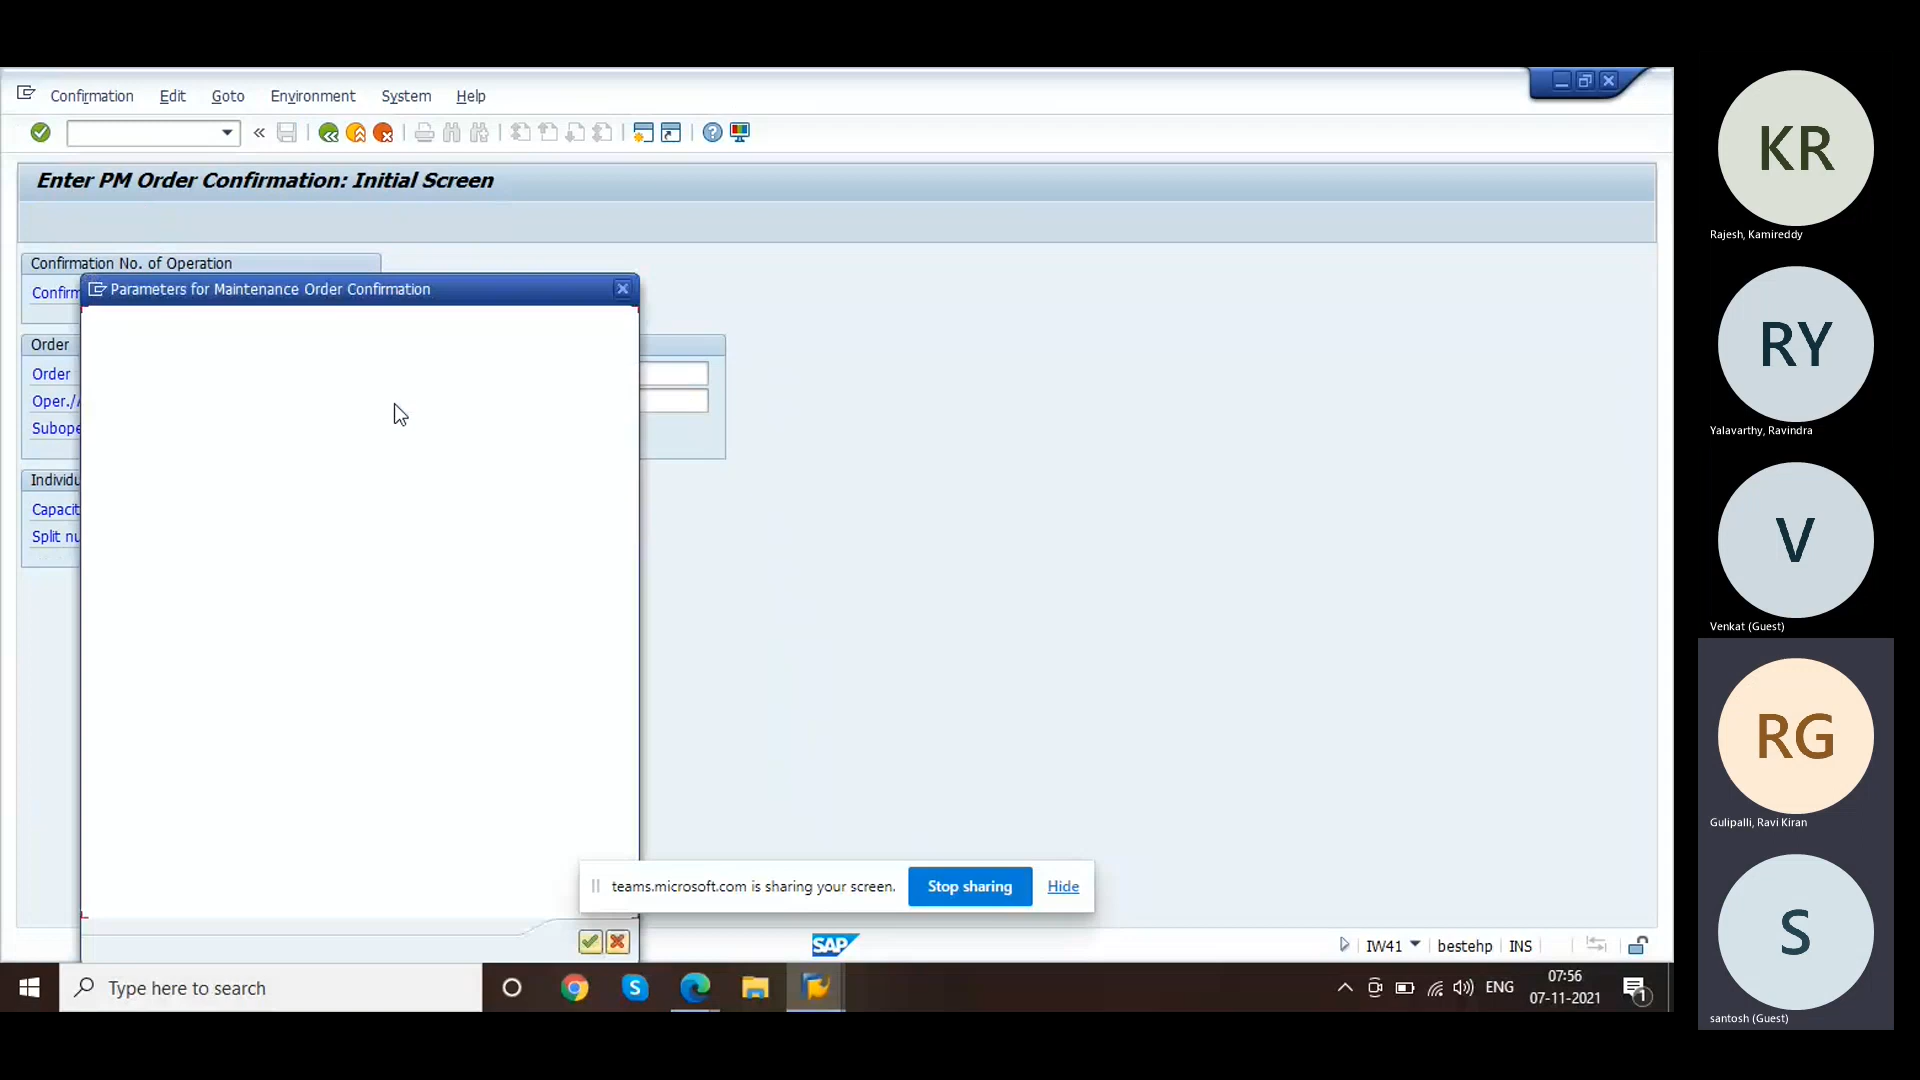 Confirmation Edit Goto Environment System Help
Enter PM Order Confirmation: Initial Screen
Confirmation No. of Operation
Confirm
Parameters for Maintenance Order Confirmation
Order
Order
Oper./A
Subope
Individu
Capacit
Split nu
teams.microsoft.com is sharing your screen. Stop sharing Hide
SAP
IW41 bestehp INS
Type here to search
S
ENG
07:56
07-11-2021
1
KR
Rajesh, Kamireddy
RY
Yalavarthy, Ravindra
V
Venkat (Guest)
RG
Gulipalli, Ravi Kiran
S
santosh (Guest)